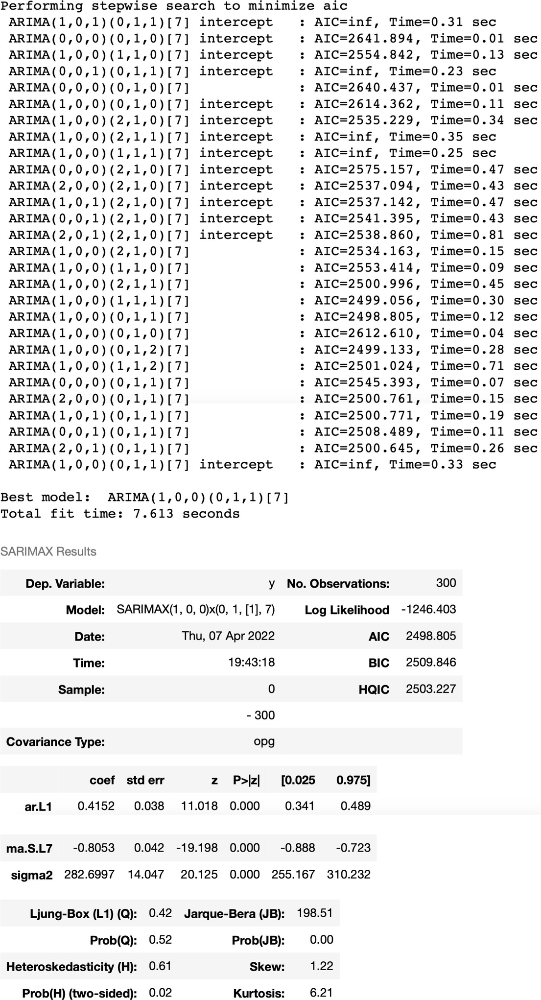 Performing stepwise search to minimize aic
ARIMA(1,0,1)(0,1,1)[7] intercept   : AIC=inf, Time=0.31 sec
ARIMA(0,0,0)(0,1,0)[7] intercept   : AIC=2641.894, Time=0.01 sec
ARIMA(1,0,0)(1,1,0)[7] intercept   : AIC=2554.842, Time=0.13 sec
ARIMA(0,0,1)(0,1,1)[7] intercept   : AIC=inf, Time=0.23 sec
ARIMA(0,0,0)(0,1,0)[7]             : AIC=2640.437, Time=0.01 sec
ARIMA(1,0,0)(0,1,0)[7] intercept   : AIC=2614.362, Time=0.11 sec
ARIMA(1,0,0)(2,1,0)[7] intercept   : AIC=2535.229, Time=0.34 sec
ARIMA(1,0,0)(2,1,1)[7] intercept   : AIC=inf, Time=0.35 sec
ARIMA(1,0,0)(1,1,1)[7] intercept   : AIC=inf, Time=0.25 sec
ARIMA(0,0,0)(2,1,0)[7] intercept   : AIC=2575.157, Time=0.47 sec
ARIMA(2,0,0)(2,1,0)[7] intercept   : AIC=2537.094, Time=0.43 sec
ARIMA(1,0,1)(2,1,0)[7] intercept   : AIC=2537.142, Time=0.47 sec
ARIMA(0,0,1)(2,1,0)[7] intercept   : AIC=2541.395, Time=0.43 sec
ARIMA(2,0,1)(2,1,0)[7] intercept   : AIC=2538.860, Time=0.81 sec
ARIMA(1,0,0)(2,1,0)[7]             : AIC=2534.163, Time=0.15 sec
ARIMA(1,0,0)(1,1,0)[7]             : AIC=2553.414, Time=0.09 sec
ARIMA(1,0,0)(2,1,1)[7]             : AIC=2500.996, Time=0.45 sec
ARIMA(1,0,0)(1,1,1)[7]             : AIC=2499.056, Time=0.30 sec
ARIMA(1,0,0)(0,1,1)[7]             : AIC=2498.805, Time=0.12 sec
ARIMA(1,0,0)(0,1,0)[7]             : AIC=2612.610, Time=0.04 sec
ARIMA(1,0,0)(0,1,2)[7]             : AIC=2499.133, Time=0.28 sec
ARIMA(1,0,0)(1,1,2)[7]             : AIC=2501.024, Time=0.71 sec
ARIMA(0,0,0)(0,1,1)[7]             : AIC=2545.393, Time=0.07 sec
ARIMA(2,0,0)(0,1,1)[7]             : AIC=2500.761, Time=0.15 sec
ARIMA(1,0,1)(0,1,1)[7]             : AIC=2500.771, Time=0.19 sec
ARIMA(0,0,1)(0,1,1)[7]             : AIC=2508.489, Time=0.11 sec
ARIMA(2,0,1)(0,1,1)[7]             : AIC=2500.645, Time=0.26 sec
ARIMA(1,0,0)(0,1,1)[7] intercept   : AIC=inf, Time=0.33 sec
Best model:  ARIMA(1,0,0)(0,1,1)[7]
Total fit time: 7.613 seconds
SARIMAX Results
Dep. Variable: y No. Observations: 300
Model: SARIMAX(1, 0, 0)x(0, 1, [1], 7) Log Likelihood -1246.403
Date: Thu, 07 Apr 2022 AIC 2498.805
Time: 19:43:18 BIC 2509.846
Sample: 0 HQIC 2503.227
- 300
Covariance Type: opg
coef std err z P>|z| [0.025 0.975]
ar.L1 0.4152 0.038 11.018 0.000 0.341 0.489
ma.S.L7 -0.8053 0.042 -19.198 0.000 -0.888 -0.723
sigma2 282.6997 14.047 20.125 0.000 255.167 310.232
Ljung-Box (L1) (Q): 0.42 Jarque-Bera (JB): 198.51
Prob(Q): 0.52 Prob(JB): 0.00
Heteroskedasticity (H): 0.61 Skew: 1.22
Prob(H) (two-sided): 0.02 Kurtosis: 6.21